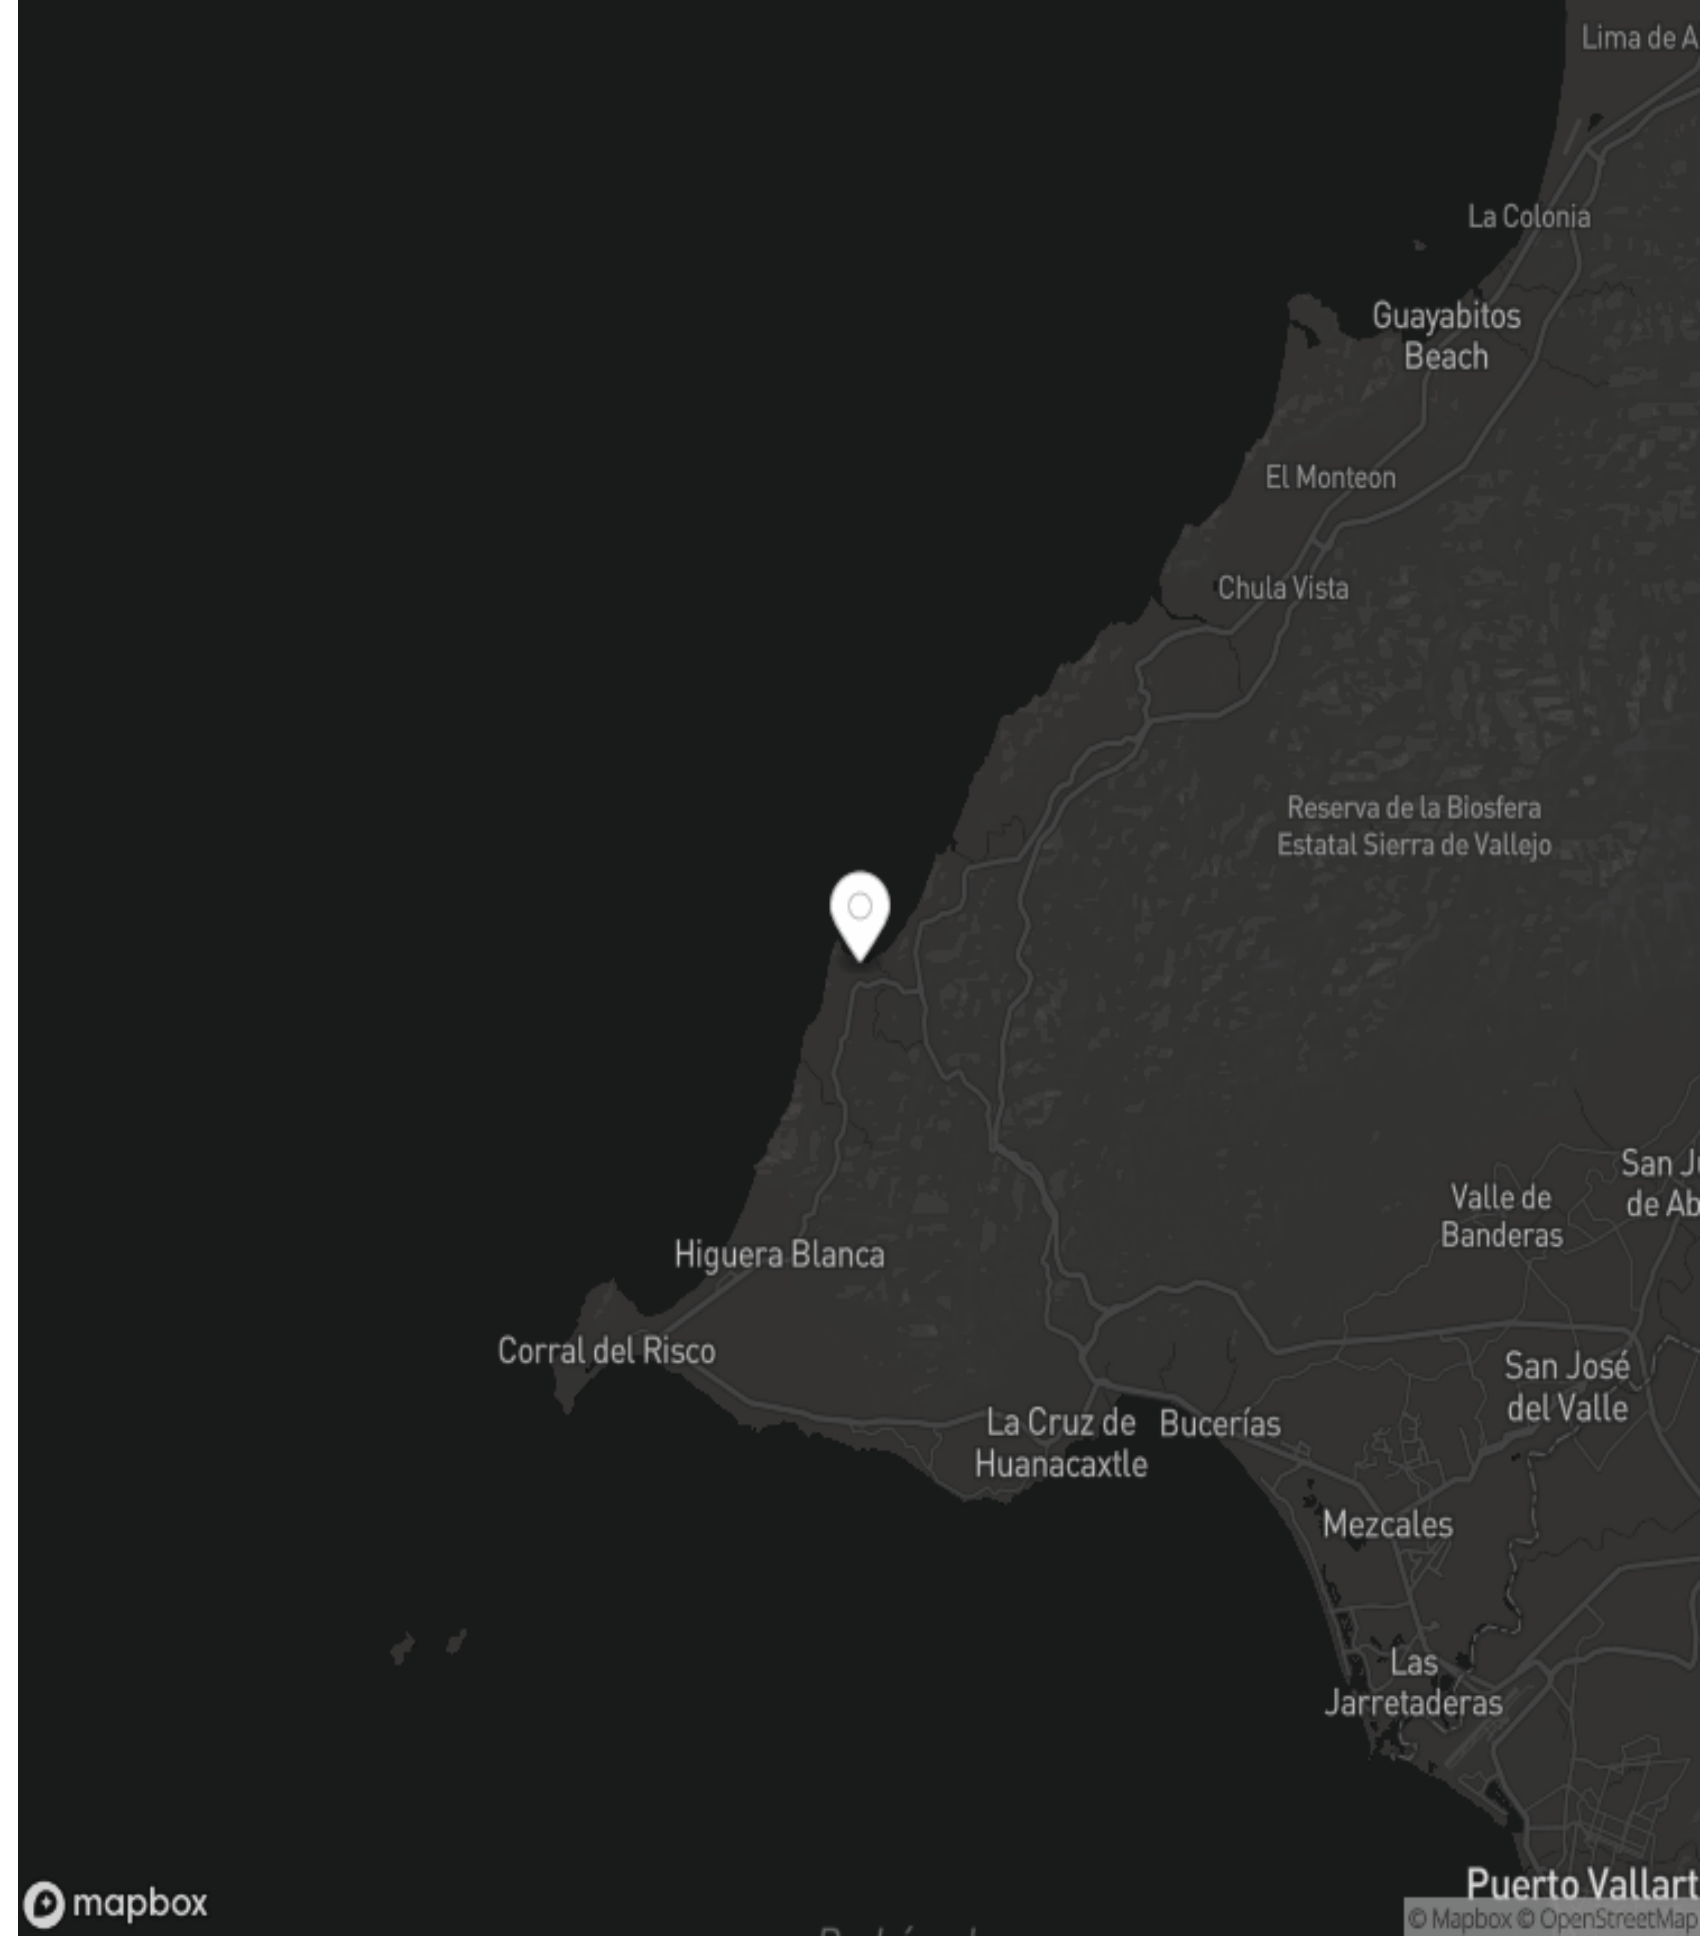 Lima de A
La Colonia
Guayabitos
Beach
El Monteon
Chula Vista
Reserva de la Biosfera
Estatal Sierra de Vallejo
San Ju
de Ab
Valle de
Banderas
Higuera Blanca
Corral del Risco
San José
del Valle
La Cruz de
Huanacaxtle
Bucerías
Mezcales
Las
Jarretaderas
Puerto Vallart
mapbox
© Mapbox © OpenStreetMap